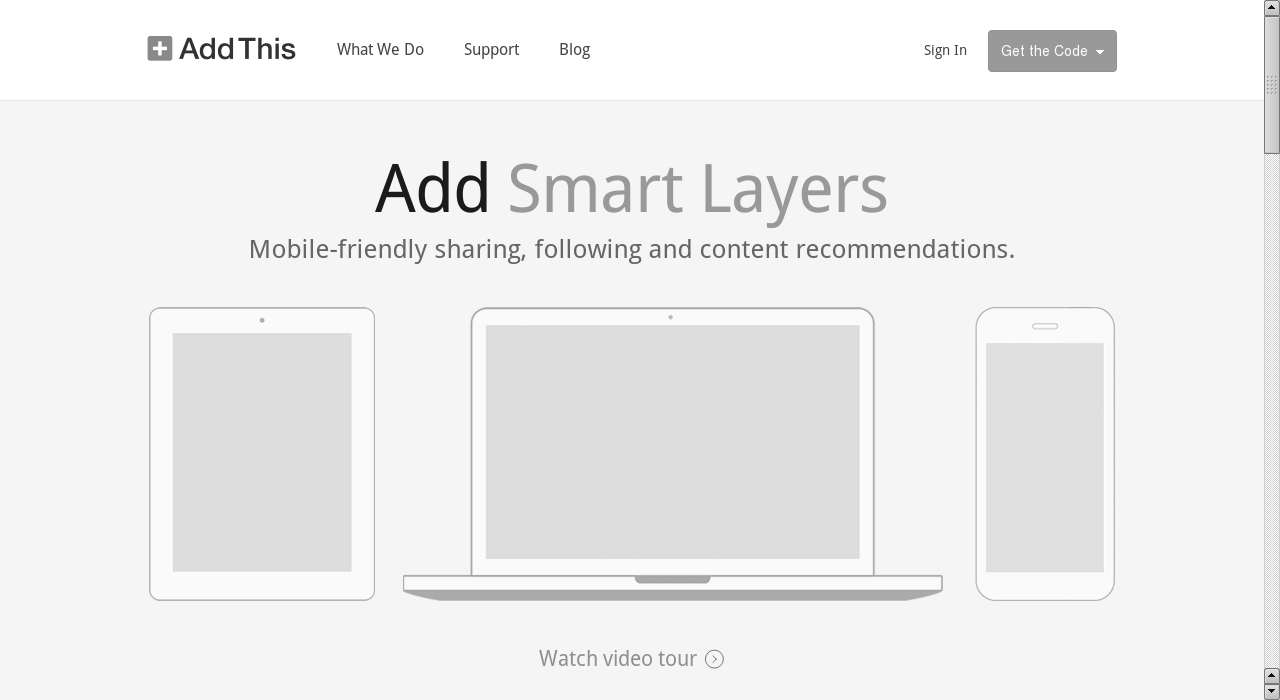 AddThis What We Do Support Blog Sign In Get the Code
Add Smart Layers
Mobile-friendly sharing, following and content recommendations.
Watch video tour